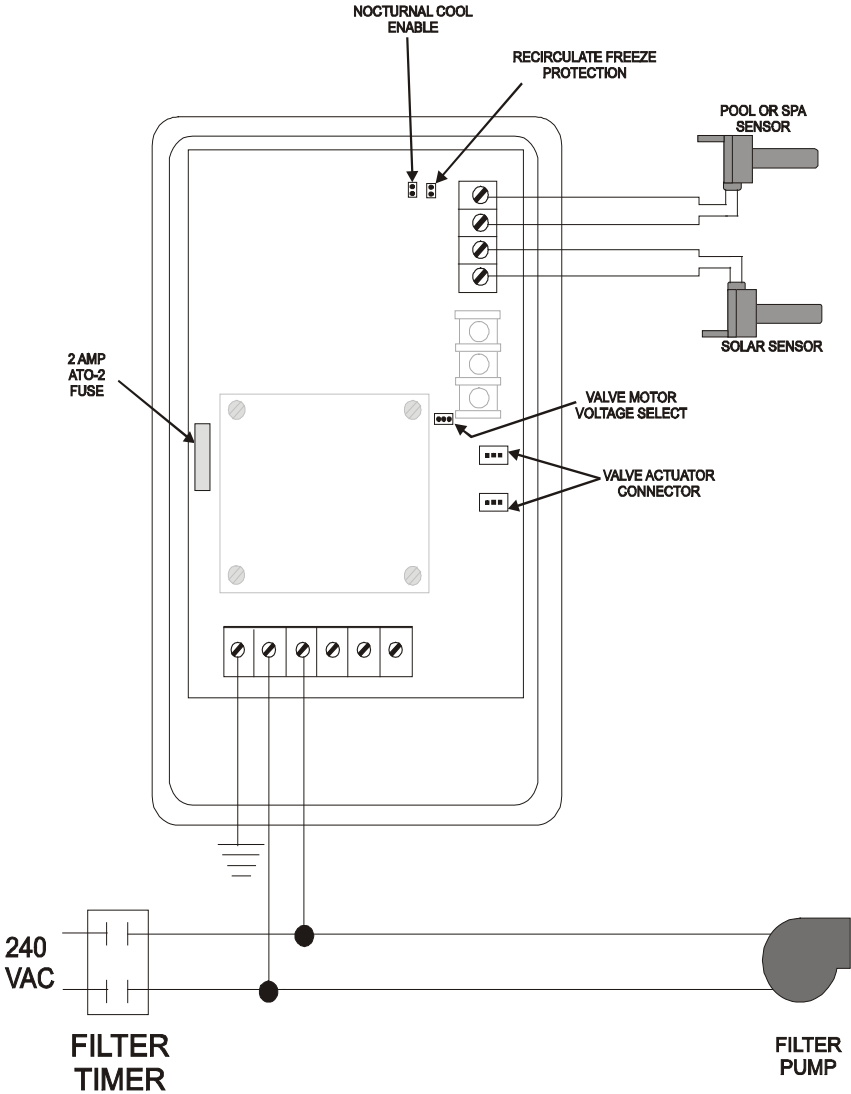 NOCTURNAL COOL
ENABLE
RECIRCULATE FREEZE
PROTECTION
POOL OR SPA
SENSOR
SOLAR SENSOR
2 AMP
ATO-2
FUSE
VALVE MOTOR
VOLTAGE SELECT
VALVE ACTUATOR
CONNECTOR
240
VAC
FILTER
TIMER
FILTER
PUMP